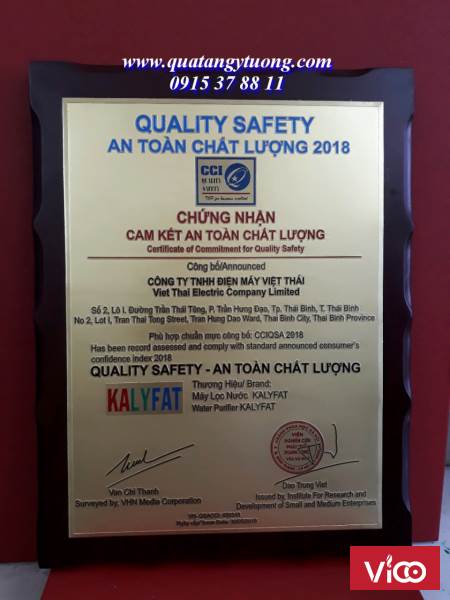 www.quatangytuong.com
0915 37 88 11
QUALITY SAFETY
AN TOÀN CHẤT LƯỢNG 2018
CCI
QUALITY
SAFETY
CHỨNG NHẬN
CAM KẾT AN TOÀN CHẤT LƯỢNG
Certificate of Commitment for Quality Safety
Công bố/Announced
CÔNG TY TNHH ĐIỆN MÁY VIỆT THÁI
Viet Thai Electric Company Limited
Số 2, Lô I, Đường Trần Thái Tông, P. Trần Hưng Đạo, Tp. Thái Bình, T. Thái Bình
No 2, Lot I, Tran Thai Tong Street, Tran Hung Dao Ward, Thai Binh City, Thai Binh Province
Phù hợp chuẩn mực công bố: CCIQSA 2018
Has been record assessed and comply with standard announced consumer's
confidence index 2018
QUALITY SAFETY - AN TOÀN CHẤT LƯỢNG
KALYFAT
Thương Hiệu/ Brand:
Máy Lọc Nước KALYFAT
Water Purifier KALYFAT
VIỆN
NGHIÊN CỨU
Van Chi Thanh
Surveyed by, VHN Media Corporation
Dao Trung Viet
Issued by, Institute For Research and
Development of Small and Medium Enterprises
ViCO